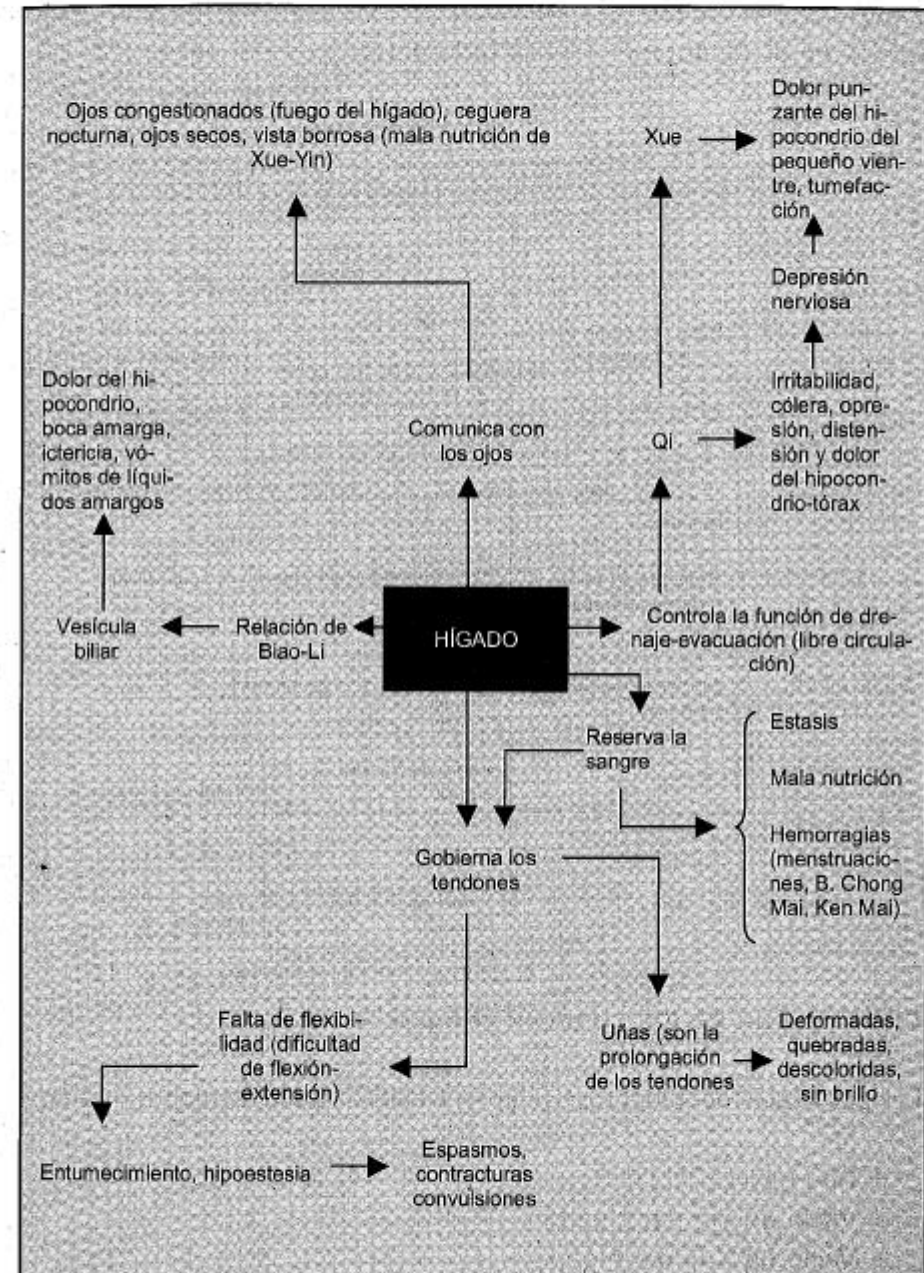 Ojos congestionados (fuego del hígado), ceguera
nocturna, ojos secos, vista borrosa (mala nutrición de
Xue-Yin)
Xue
Dolor pun-
zante del hi-
pocondrio del
pequeño vien-
tre, tumefac-
ción
Depresión
nerviosa
Dolor del hi-
pocondrio,
boca amarga,
ictericia, vó-
mitos de líqui-
dos amargos
Comunica con
los ojos
Qi
Irritabilidad,
cólera, opre-
sión, disten-
sión y dolor
del hipocon-
drio-tórax
Vesícula
biliar
Relación de
Biao-Li
HÍGADO
Controla la función de dre-
naje-evacuación (libre circula-
ción)
Reserva la
sangre
Estasis
Mala nutrición
Hemorragias
(menstruacio-
nes, B. Chong
Mai, Ken Mai)
Gobierna los
tendones
Falta de flexibi-
lidad (dificultad
de flexión-
extensión)
Uñas (son la
prolongación
de los tendones
Deformadas,
quebradas,
descoloridas,
sin brillo
Entumecimiento, hipoestesia
Espasmos,
contracturas
convulsiones